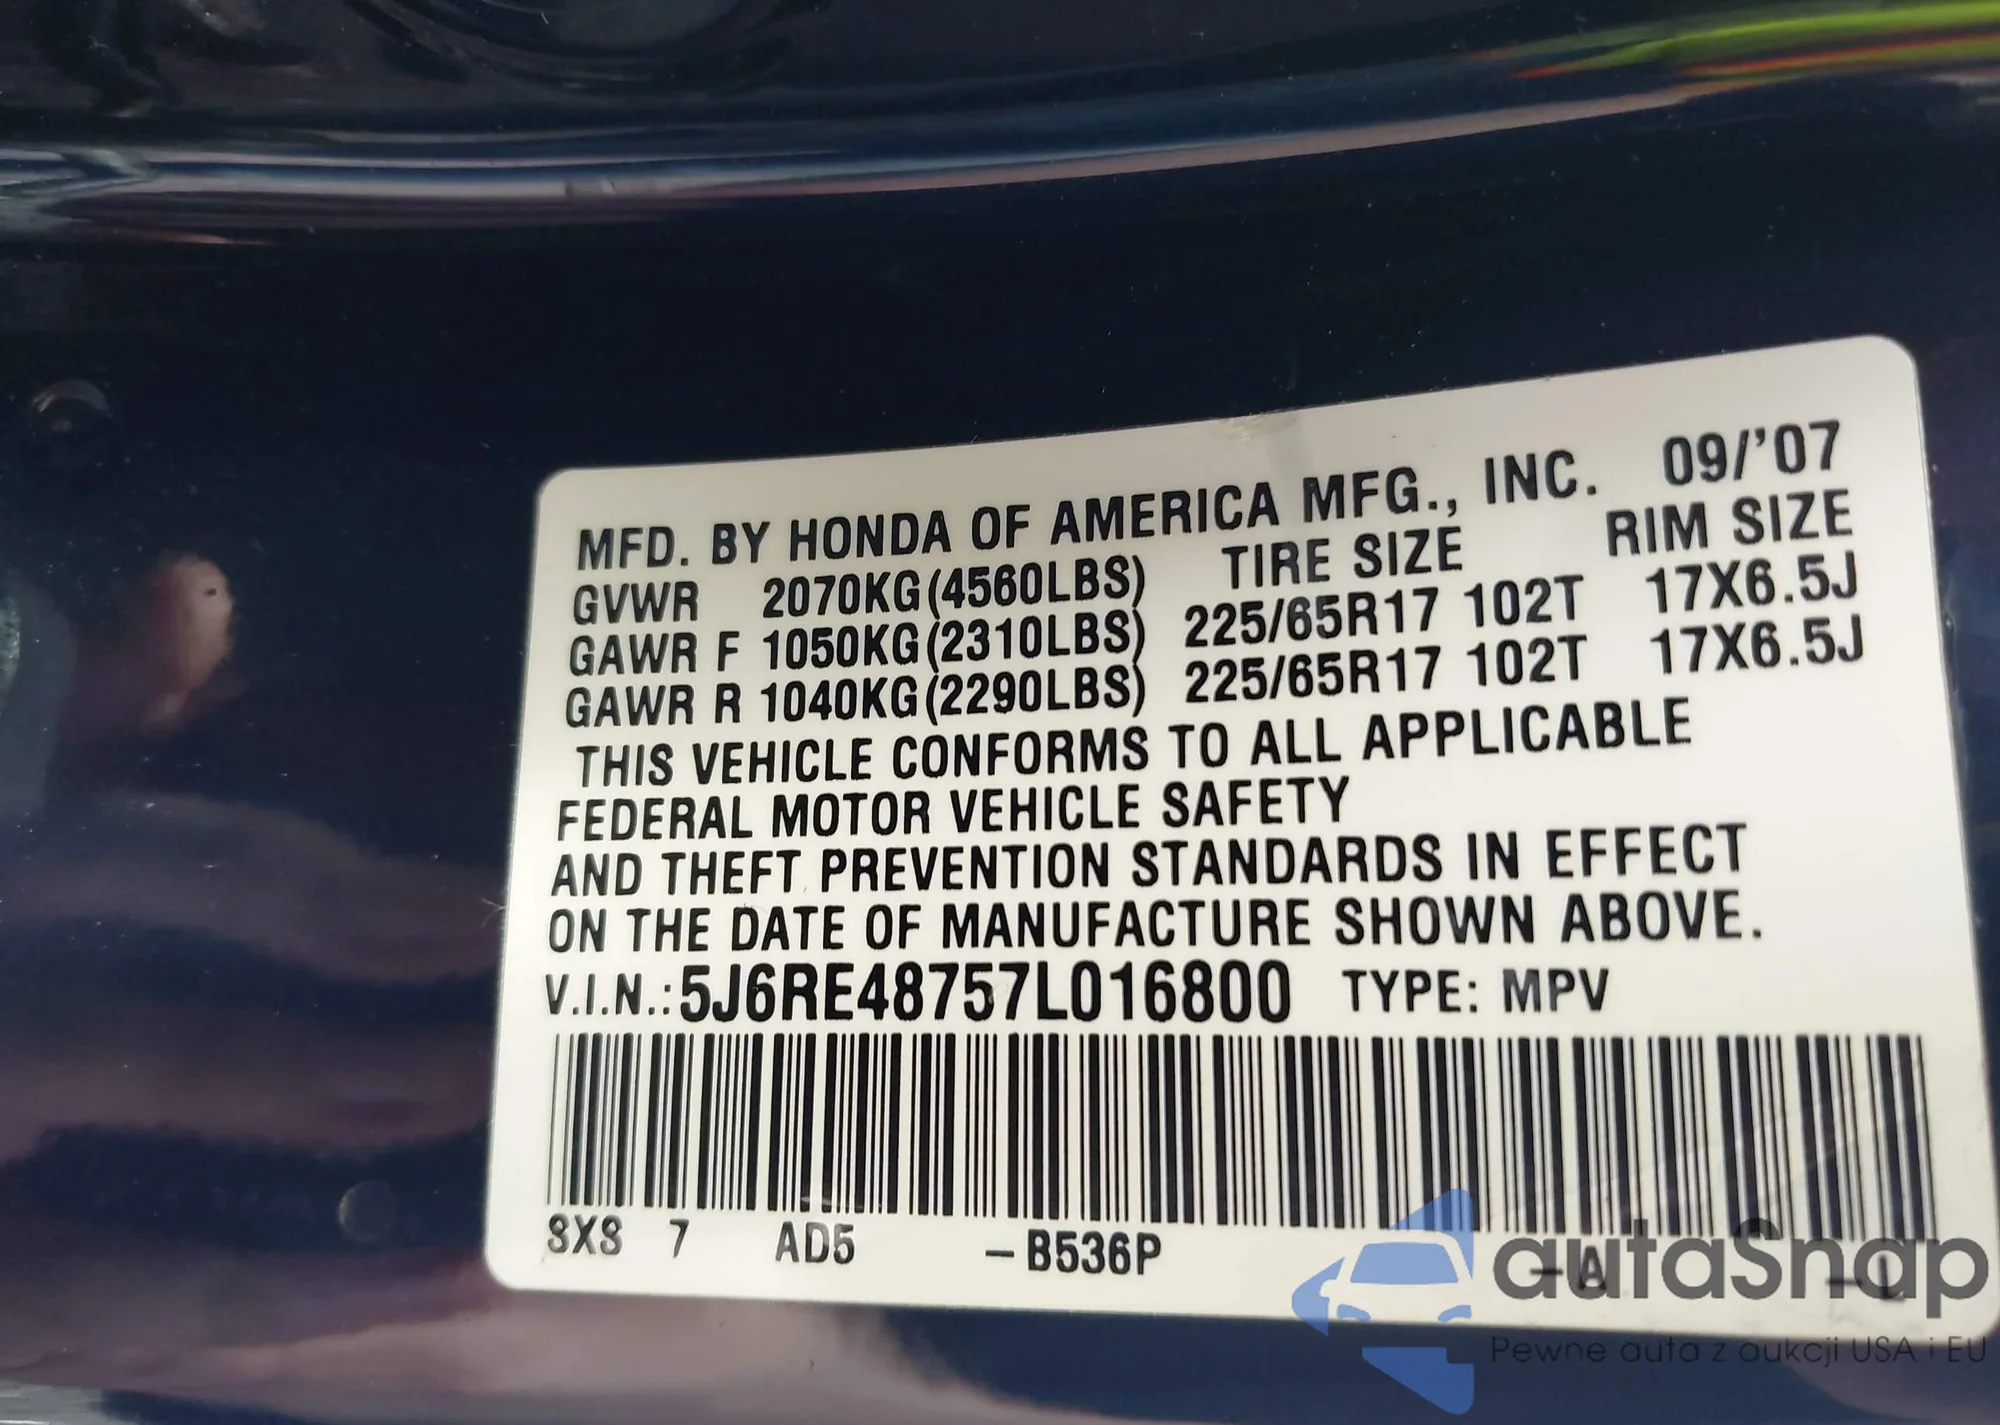 MFD. BY HONDA OF AMERICA MFG., INC. 09/'07
GVWR 2070KG(4560LBS) TIRE SIZE RIM SIZE
GAWR F 1050KG(2310LBS) 225/65R17 102T 17X6.5J
GAWR R 1040KG(2290LBS) 225/65R17 102T 17X6.5J
THIS VEHICLE CONFORMS TO ALL APPLICABLE
FEDERAL MOTOR VEHICLE SAFETY
AND THEFT PREVENTION STANDARDS IN EFFECT
ON THE DATE OF MANUFACTURE SHOWN ABOVE.
V.I.N.: 5J6RE48757L016800 TYPE: MPV
SXS 7 AD5 -B536P -A -L
autaSnap
Pewne auta z aukcji USA i EU